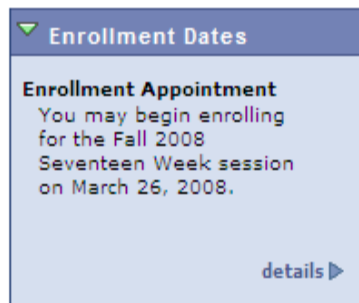 Enrollment Dates
Enrollment Appointment
You may begin enrolling
for the Fall 2008
Seventeen Week session
on March 26, 2008.
details